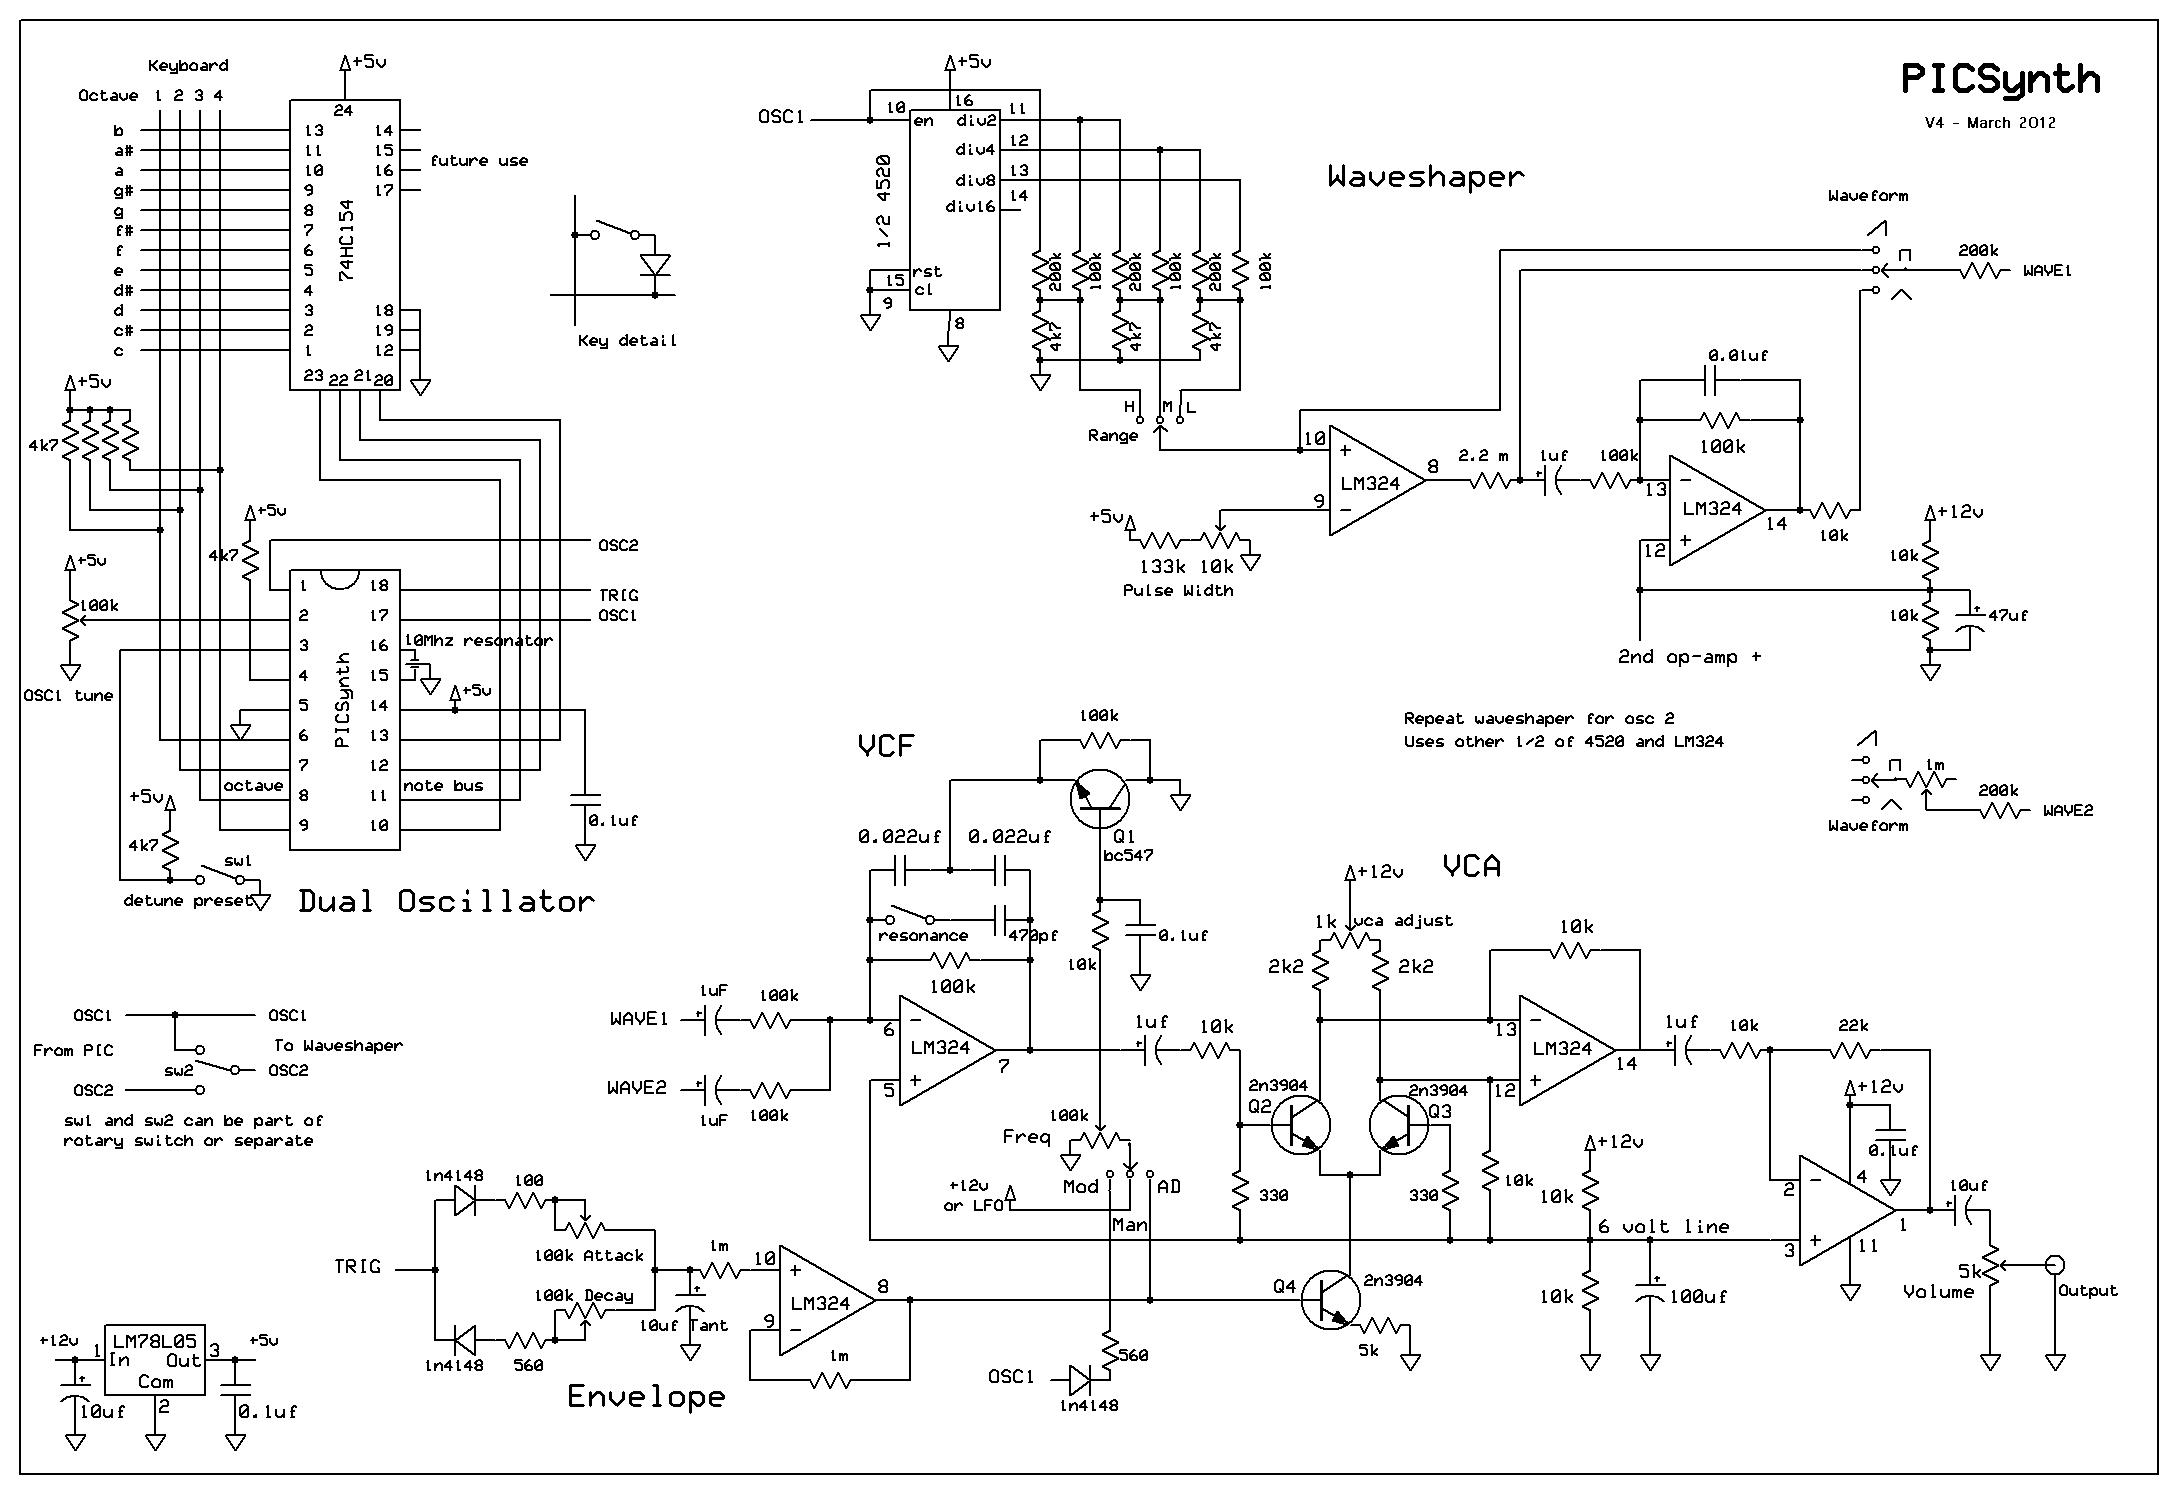 PICSynth
V4 - March 2012
Keyboard
Octave 1 2 3 4
b
a#
a
g#
g
f#
f
e
d#
d
c#
c
+5v
24
13
11
10
9
8
7
6
5
4
3
2
1
14
15
16
17
18
19
12
23 22 21 20
74HC154
future use
Key detail
+5v
4k7
+5v
4k7
+5v
100k
OSC1 tune
OSC2
TRIG
OSC1
1 18
2 17
3 16
4 15
5 14
6 13
7 12
8 11
9 10
PICSynth
10Mhz resonator
+5v
octave
note bus
0.1uf
+5v
4k7
sw1
detune preset
Dual Oscillator
OSC1
+5v
10
16
11
en
div2
12
div4
13
div8
14
div16
1/2 4520
rst
15
cl
9
8
200k
100k
200k
100k
200k
100k
4k7
4k7
4k7
H M L
Range
Waveshaper
10
+
LM324
8
9
-
+5v
133k 10k
Pulse Width
2.2 m
1uf
100k
0.01uf
100k
13
-
LM324
14
12
+
10k
2nd op-amp +
Waveform
200k
WAVE1
+12v
10k
10k
47uf
Repeat waveshaper for osc 2
Uses other 1/2 of 4520 and LM324
1m
200k
WAVE2
Waveform
VCF
100k
Q1
bc547
0.022uf 0.022uf
resonance
470pf
100k
10k
0.1uf
WAVE1
1uF
100k
WAVE2
1uF
100k
6
-
LM324
7
5
+
1uf
10k
Freq
100k
+12v
or LFO
Mod
Man
AD
VCA
+12v
1k vca adjust
2k2
2k2
10k
2n3904
Q2
2n3904
Q3
13
-
LM324
14
12
+
330
330
10k
1uf
10k
22k
+12v
10k
10k
6 volt line
100uf
+12v
0.1uf
4
2
-
1
3
+
11
10uf
5k
Volume
Output
Q4
2n3904
5k
OSC1
1n4148
560
OSC1
OSC1
From PIC
To Waveshaper
sw2
OSC2
OSC2
sw1 and sw2 can be part of
rotary switch or separate
TRIG
1n4148
100
100k Attack
100k Decay
1n4148
560
10uf Tant
1m
10
+
LM324
8
9
-
1m
Envelope
+12v
1
LM78L05
In Out
Com
3
+5v
2
10uf
0.1uf